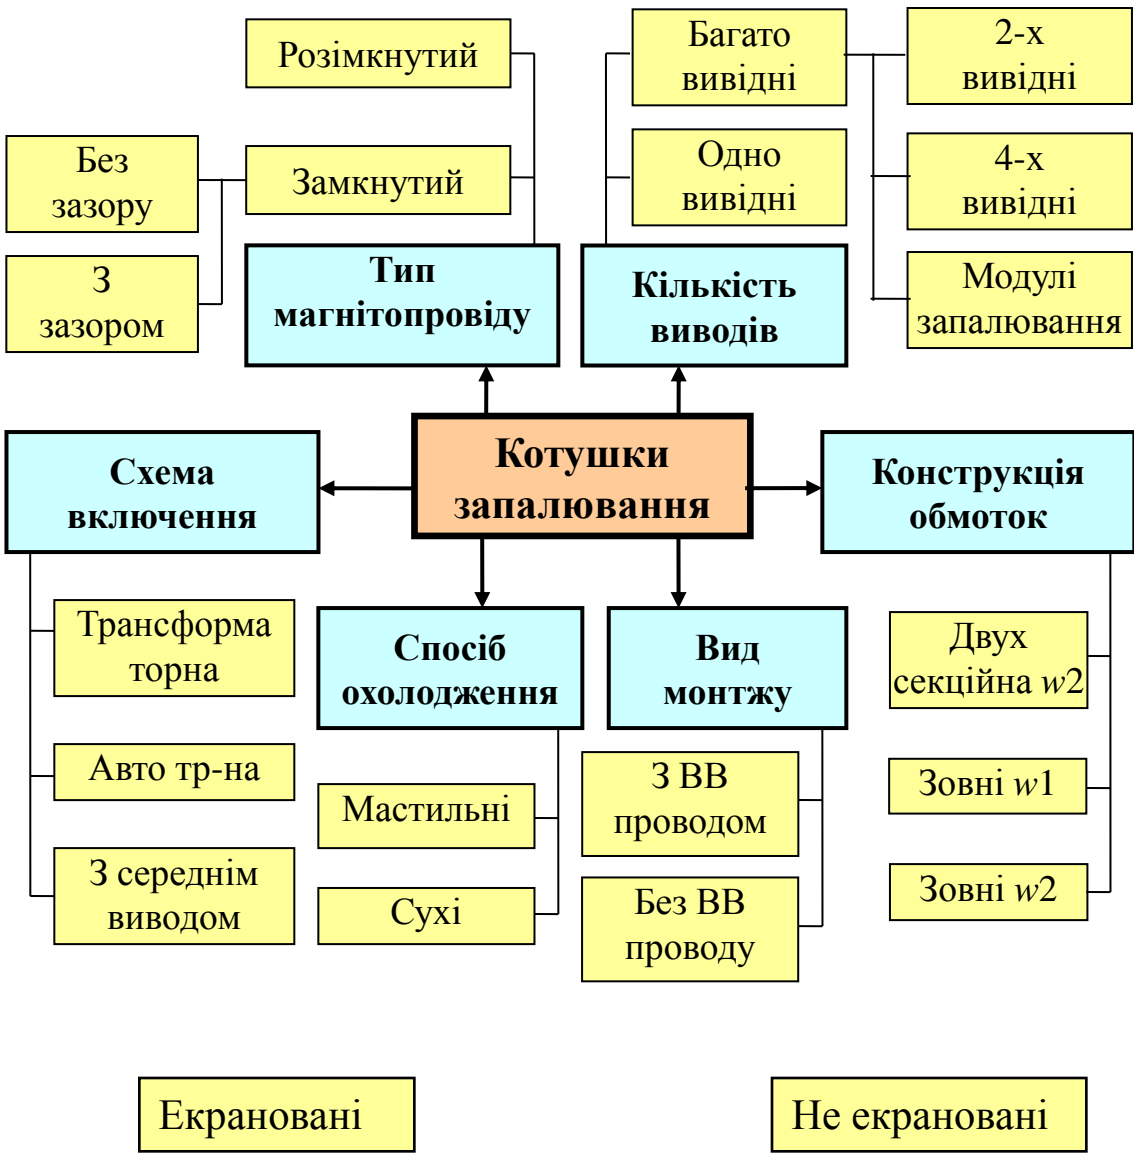 Розімкнутий
Багато
вивідні
2-х
вивідні
Без
зазору
Замкнутий
Одно
вивідні
4-х
вивідні
З
зазором
Тип
магнітопровіду
Кількість
виводів
Модулі
запалювання
Котушки
запалювання
Схема
включення
Конструкція
обмоток
Трансформа
торна
Спосіб
охолодження
Вид
монтжу
Двух
секційна w2
Авто тр-на
Мастильні
З ВВ
проводом
Зовні w1
З середнім
виводом
Сухі
Без ВВ
проводу
Зовні w2
Екрановані
Не екрановані